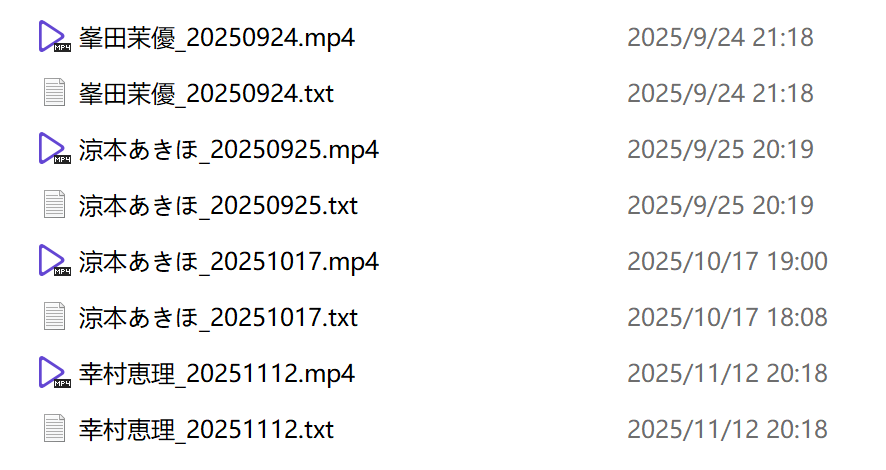 峯田茉優_20250924.mp4 2025/9/24 21:18
峯田茉優_20250924.txt 2025/9/24 21:18
涼本あきほ_20250925.mp4 2025/9/25 20:19
涼本あきほ_20250925.txt 2025/9/25 20:19
涼本あきほ_20251017.mp4 2025/10/17 19:00
涼本あきほ_20251017.txt 2025/10/17 18:08
幸村恵理_20251112.mp4 2025/11/12 20:18
幸村恵理_20251112.txt 2025/11/12 20:18